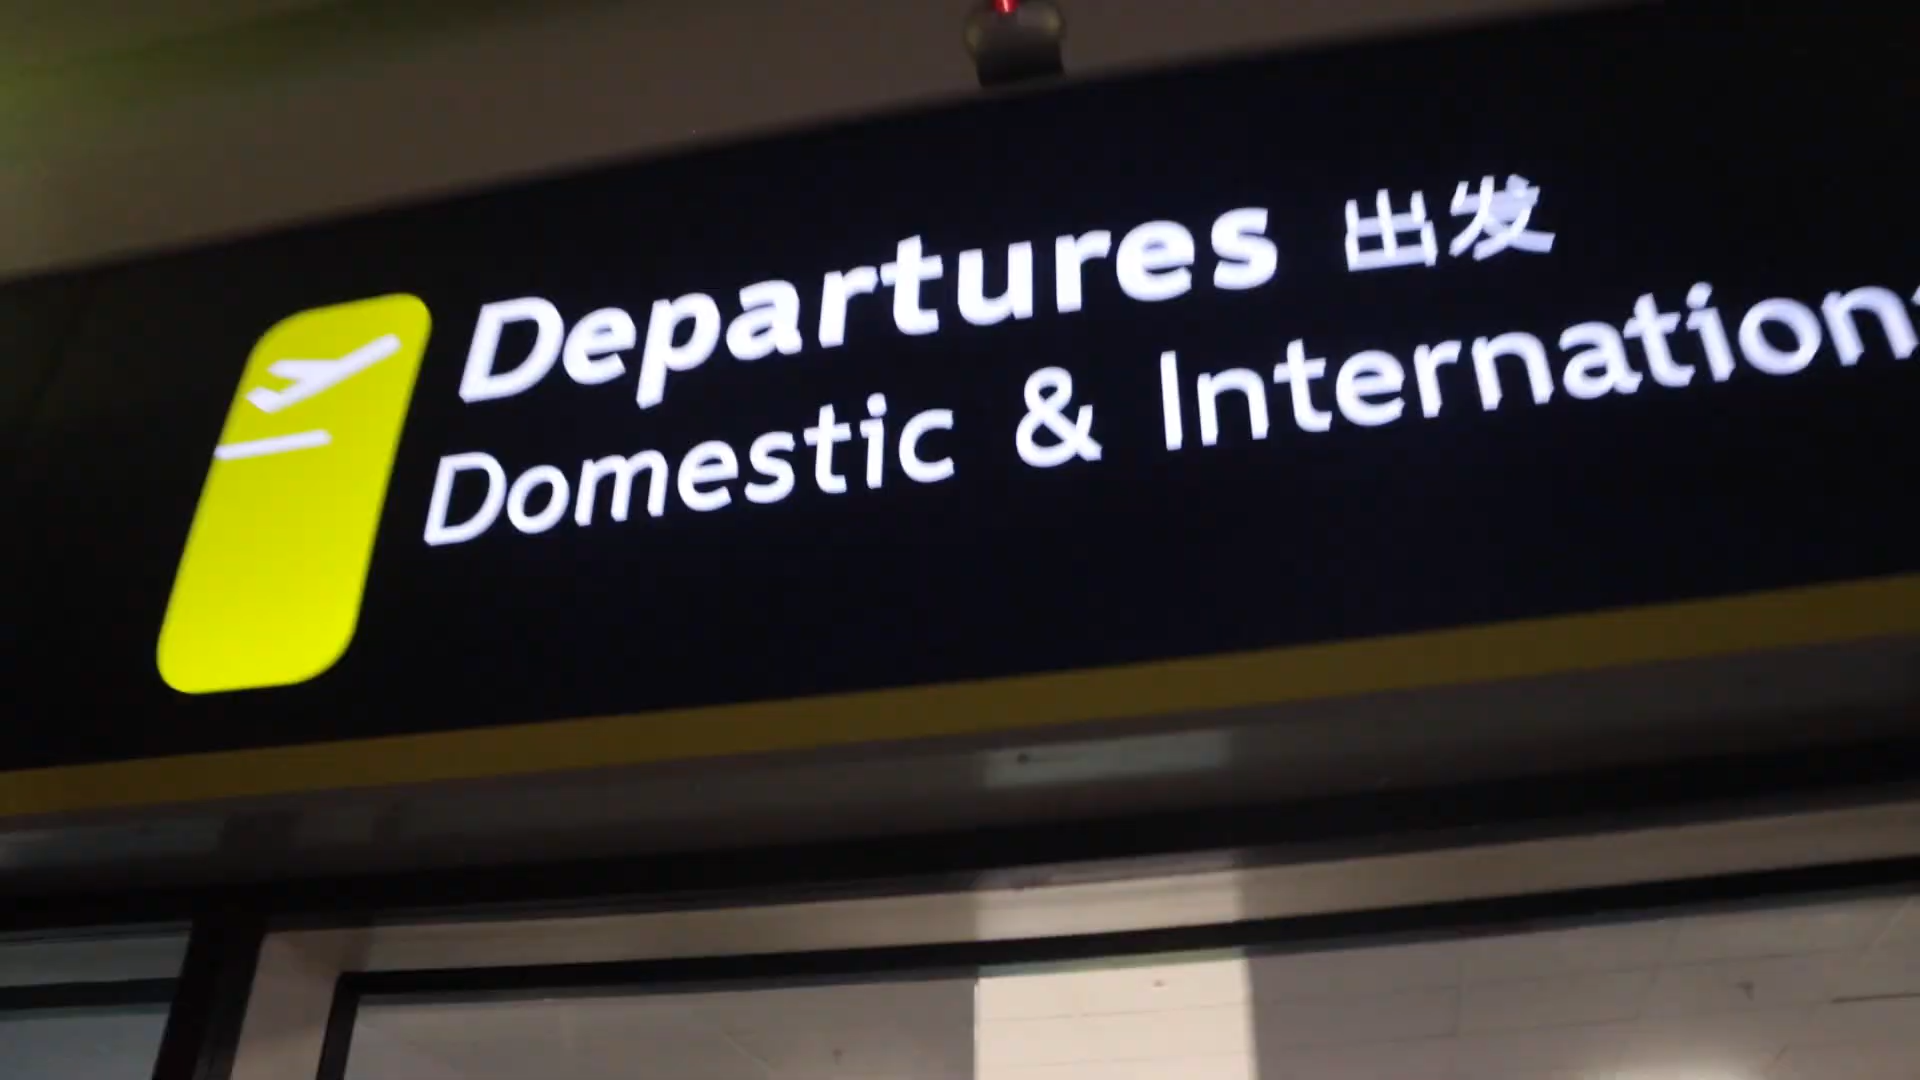 Departures 出发
Domestic & Internation